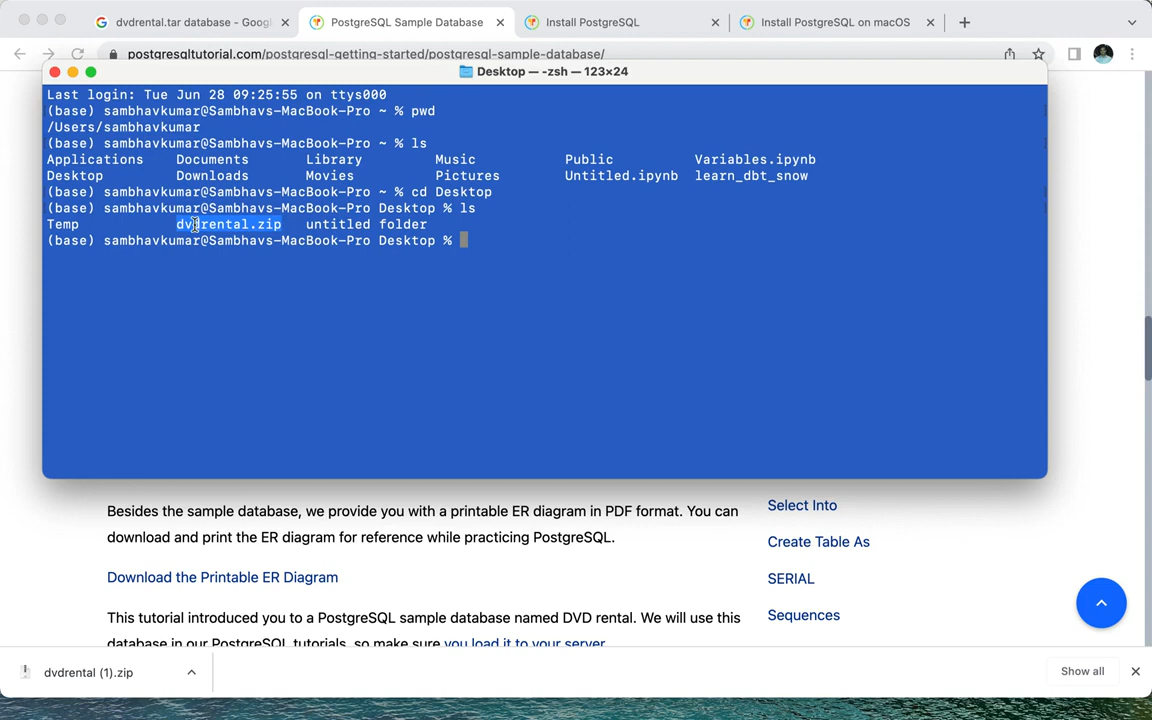 dvdrental.tar database - Goog
PostgreSQL Sample Database
Install PostgreSQL
Install PostgreSQL on macOS
postgresqltutorial.com/postgresql-getting-started/postgresql-sample-database/
Desktop — -zsh — 123×24
Last login: Tue Jun 28 09:25:55 on ttys000
(base) sambhavkumar@Sambhavs-MacBook-Pro ~ % pwd
/Users/sambhavkumar
(base) sambhavkumar@Sambhavs-MacBook-Pro ~ % ls
Applications Documents Library Music Public Variables.ipynb
Desktop Downloads Movies Pictures Untitled.ipynb learn_dbt_snow
(base) sambhavkumar@Sambhavs-MacBook-Pro ~ % cd Desktop
(base) sambhavkumar@Sambhavs-MacBook-Pro Desktop % ls
Temp dvdrental.zip untitled folder
(base) sambhavkumar@Sambhavs-MacBook-Pro Desktop %
Besides the sample database, we provide you with a printable ER diagram in PDF format. You can
download and print the ER diagram for reference while practicing PostgreSQL.
Download the Printable ER Diagram
This tutorial introduced you to a PostgreSQL sample database named DVD rental. We will use this
database in our PostgreSQL tutorials, so make sure you load it to your server
Select Into
Create Table As
SERIAL
Sequences
dvdrental (1).zip
Show all